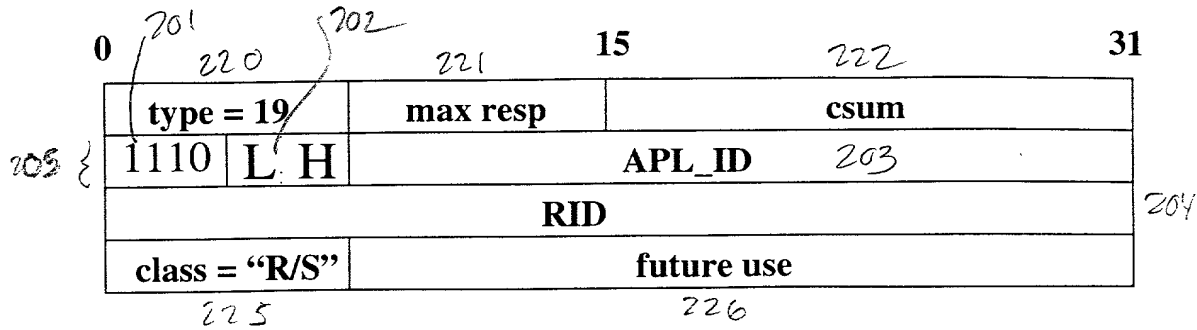 201 202
0 15 31
220 221 222
type = 19 max resp csum
205 { 1110 L H APL_ID 203
RID 204
class = “R/S” future use
225 226